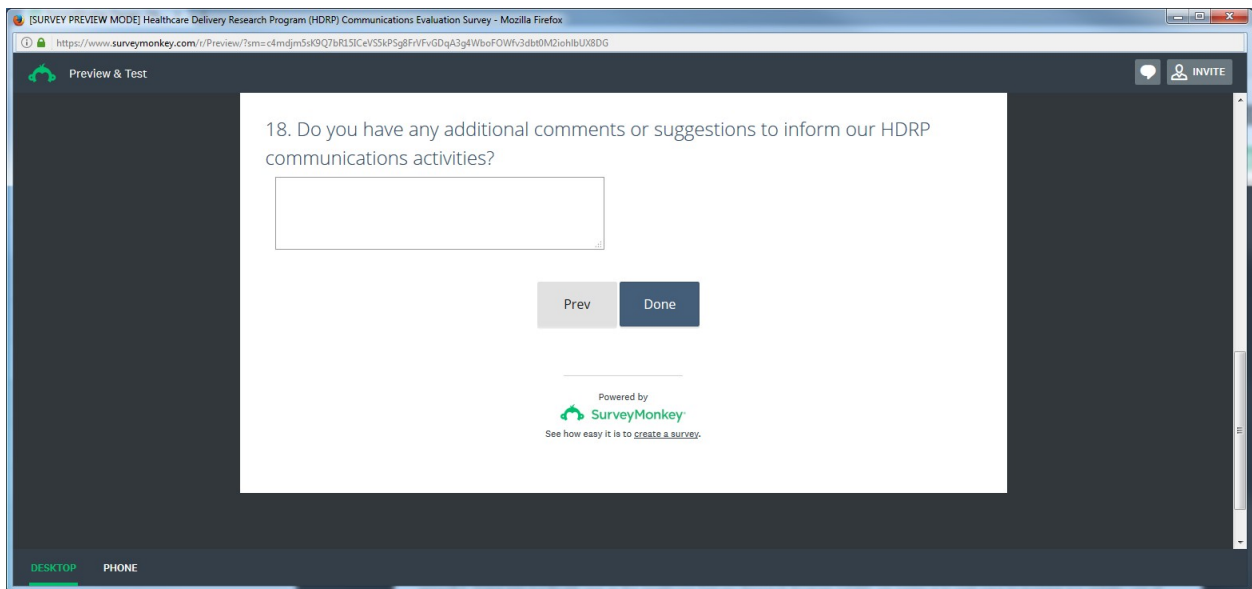 [SURVEY PREVIEW MODE] Healthcare Delivery Research Program (HDRP) Communications Evaluation Survey - Mozilla Firefox
https://www.surveymonkey.com/r/Preview/?sm=c4mdjm5sK9Q7bR15ICeVS5kPSg8FrVFvGDqA3g4WboFOWfv3dbt0M2iohlbUX8DG
Preview & Test
INVITE
18. Do you have any additional comments or suggestions to inform our HDRP
communications activities?
Prev Done
Powered by
SurveyMonkey
See how easy it is to create a survey.
DESKTOP PHONE